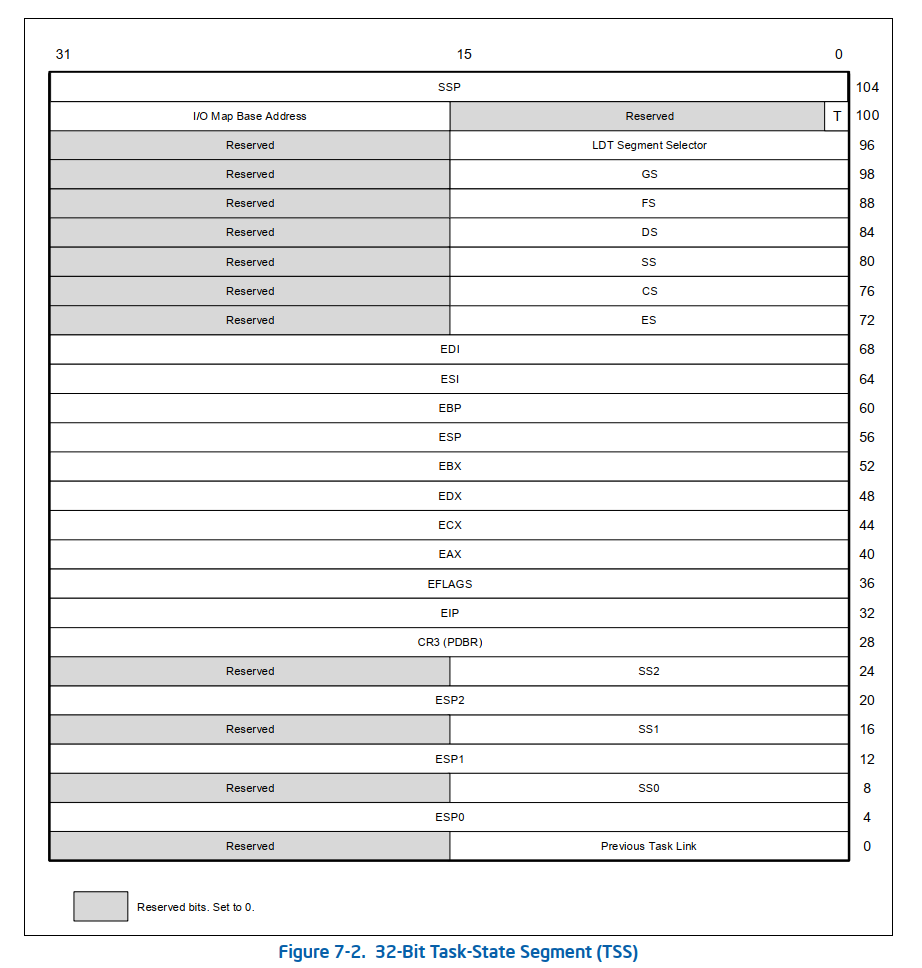 31 15 0
SSP 104
I/O Map Base Address Reserved T 100
Reserved LDT Segment Selector 96
Reserved GS 98
Reserved FS 88
Reserved DS 84
Reserved SS 80
Reserved CS 76
Reserved ES 72
EDI 68
ESI 64
EBP 60
ESP 56
EBX 52
EDX 48
ECX 44
EAX 40
EFLAGS 36
EIP 32
CR3 (PDBR) 28
Reserved SS2 24
ESP2 20
Reserved SS1 16
ESP1 12
Reserved SS0 8
ESP0 4
Reserved Previous Task Link 0
Reserved bits. Set to 0.
Figure 7-2. 32-Bit Task-State Segment (TSS)